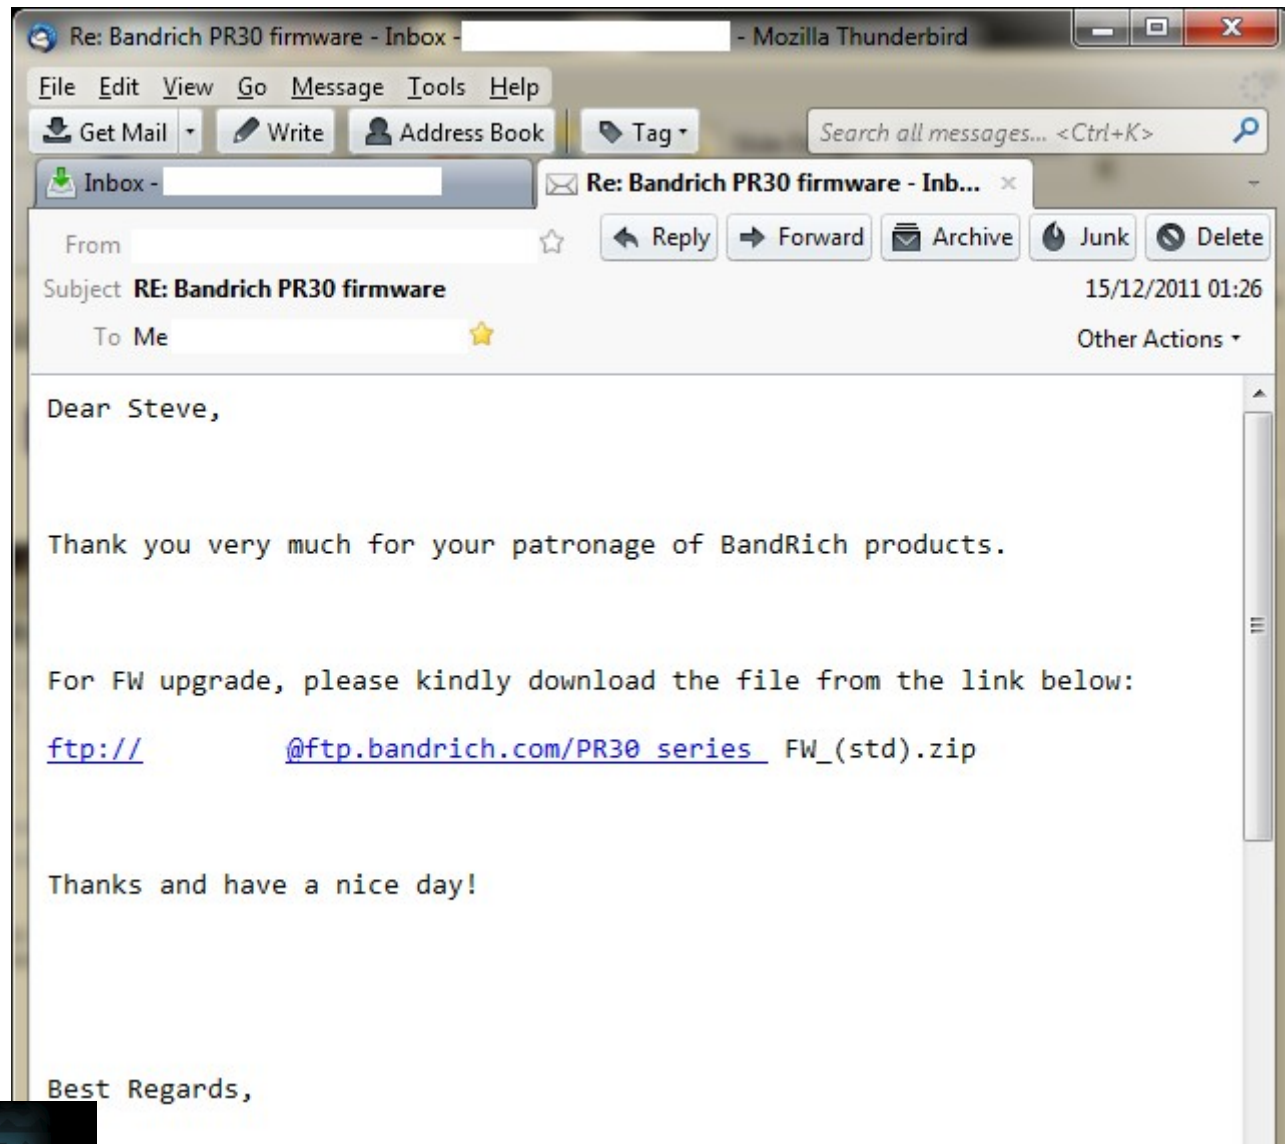 Re: Bandrich PR30 firmware - Inbox - - Mozilla Thunderbird
File Edit View Go Message Tools Help
Get Mail Write Address Book Tag Search all messages... <Ctrl+K>
Inbox - Re: Bandrich PR30 firmware - Inb...
From Reply Forward Archive Junk Delete
Subject RE: Bandrich PR30 firmware 15/12/2011 01:26
To Me Other Actions
Dear Steve,
Thank you very much for your patronage of BandRich products.
For FW upgrade, please kindly download the file from the link below:
ftp:// @ftp.bandrich.com/PR30 series_ FW_(std).zip
Thanks and have a nice day!
Best Regards,